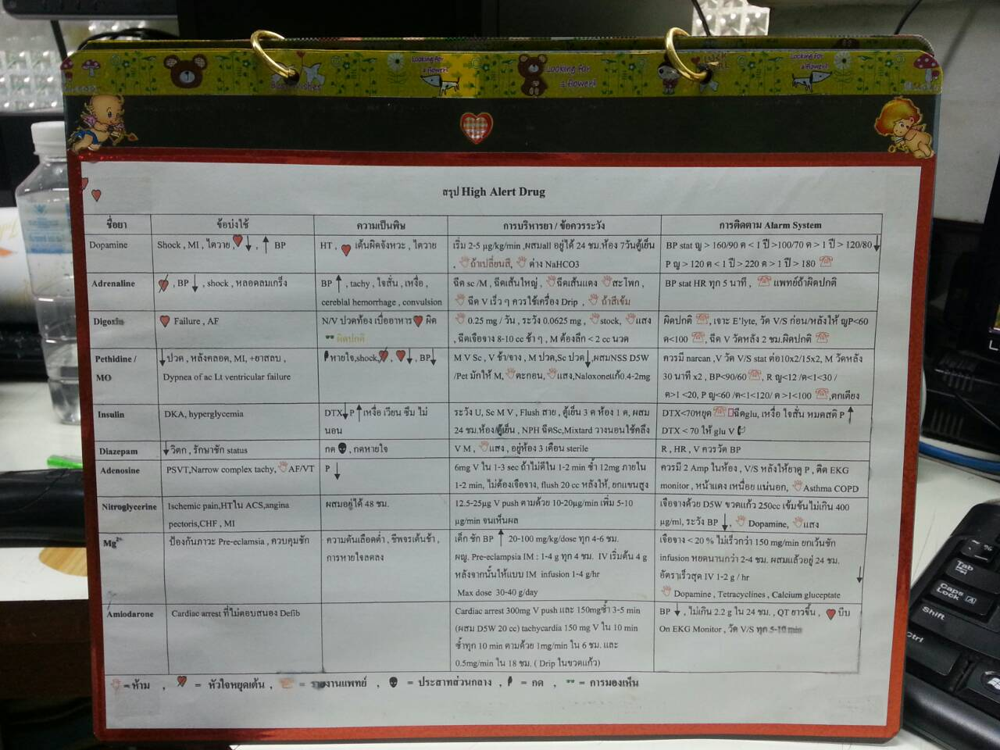 Looking for a flower!
Looking for a flower!
Looking for a flower!
สรุป High Alert Drug
ชื่อยา ข้อบ่งใช้ ความเป็นพิษ การบริหารยา / ข้อควรระวัง การติดตาม Alarm System
Dopamine Shock , MI , ไตวาย, ↓ , ↑ BP HT , เต้นผิดจังหวะ , ไตวาย เริ่ม 2-5 µg/kg/min ,ผสมall อยู่ได้ 24 ชม.ห้อง 7วันตู้เย็น BP stat ญ > 160/90 ด < 1 ปี >100/70 ด > 1 ปี > 120/80 ↓
, ถ้าเปลี่ยนสี, ด่าง NaHCO3 P ญ > 120 ด < 1 ปี > 220 ด > 1 ปี > 180
Adrenaline , BP ↓ , shock , หลอดลมเกร็ง BP ↑ , tachy , ใจสั่น , เหงื่อ , ฉีด sc /M , ฉีดเส้นใหญ่ , ฉีดเส้นแดง สะโพก , BP stat HR ทุก 5 นาที , แพทย์ถ้าผิดปกติ
cereblal hemorrhage , convulsion ฉีด V เร็ว ๆ ควรใช้เครื่อง Drip , ถ้าสีเข้ม
Digoxin Failure , AF N/V ปวดท้อง เบื่ออาหาร ผิด 0.25 mg / วัน , ระวัง 0.0625 mg , stock, แสง ผิดปกติ , เจาะ E'lyte, วัด V/S ก่อน/หลังให้ ญP<60
ผิดปกติ , ฉีดเจือจาง 8-10 cc ช้า ๆ , M ต้องลึก < 2 cc นวด ด<100 , ฉีด V วัดหลัง 2 ชม.ผิดปกติ
Pethidine / ↓ ปวด , หลังคลอด, MI, +ยาสลบ , หายใจ,shock, , ↓, BP↓ M V Sc , V ช้า/จาง , M ปวด,Sc ปวด↓,ผสมNSS D5W ควรมี narcan ,V วัด V/S stat ต่อ10x2/15x2, M วัดหลัง
MO Dypnea of ac Lt ventricular failure /Pet มักให้ M, ตะกอน, แสง,Naloxoneแก้0.4-2mg 30 นาที x2 , BP<90/60 , R ญ<12 /ด<1<30 /
ด>1 <20, P ญ<60 /ด<1<120/ ด >1<100 ,ตกเตียง
Insulin DKA, hyperglycemia DTX↓ P ↑เหงื่อ เวียน ซึม ไม่ ระวัง U, Sc M V , Flush สาย , ตู้เย็น 3 ด ห้อง 1 ด, ผสม DTX<70หยุด ฉีดglu, เหงื่อ ใจสั่น หมดสติ P ↑
นอน 24 ชม.ห้อง/ตู้เย็น , NPH ฉีดSc,Mixtard วางนอนใช้คลึง DTX < 70 ให้ glu V
Diazepam ↓ วิตก , รักษาชัก status กด , กดหายใจ V M , แสง , อยู่ห้อง 3 เดือน sterile R , HR , V ควรวัด BP
Adenosine PSVT,Narrow complex tachy, AF/VT P ↓ 6mg V ใน 1-3 sec ถ้าไม่ดีใน 1-2 min ซ้ำ 12mg ภายใน ควรมี 2 Amp ในห้อง , V/S หลังให้ยาดู P , ติด EKG
1-2 min, ไม่ต้องเจือจาง, flush 20 cc หลังให้, ยกแขนสูง monitor , หน้าแดง เหนื่อย แน่นอก, Asthma COPD
Nitroglycerine Ischemic pain,HTใน ACS,angina ผสมอยู่ได้ 48 ชม. 12.5-25µg V push ตามด้วย 10-20µg/min เพิ่ม 5-10 เจือจางด้วย D5W ขวดแก้ว 250cc เข้มข้นไม่เกิน 400
pectoris,CHF , MI µg/min จนเห็นผล µg/ml, ระวัง BP ↓ , Dopamine, แสง
Mg2+ ป้องกันภาวะ Pre-eclamsia , ควบคุมชัก ความดันเลือดต่ำ , ชีพจรเต้นช้า , เด็ก ชัก BP ↑ 20-100 mg/kg/dose ทุก 4-6 ชม. เจือจาง < 20 % ไม่เร็วกว่า 150 mg/min ยกเว้นชัก
การหายใจลดลง ผญ. Pre-eclampsia IM : 1-4 g ทุก 4 ชม. IV เริ่มต้น 4 g infusion หยดนานกว่า 2-4 ชม. ผสมแล้วอยู่ 24 ชม.
หลังจากนั้นให้แบบ IM infusion 1-4 g/hr อัตราเร็วสุด IV 1-2 g / hr ↓
Max dose 30-40 g/day Dopamine , Tetracyclines , Calcium gluceptate
Amiodarone Cardiac arrest ที่ไม่ตอบสนอง Defib Cardiac arrest 300mg V push และ 150mgซ้ำ 3-5 min BP ↓ , ไม่เกิน 2.2 g ใน 24 ชม. , QT ยาวขึ้น , บีบ
(ผสม D5W 20 cc) tachycardia 150 mg V ใน 10 min On EKG Monitor , วัด V/S ทุก 5-10 min
ซ้ำทุก 10 min ตามด้วย 1mg/min ใน 6 ชม. และ
0.5mg/min ใน 18 ชม. ( Drip ในขวดแก้ว)
= ห้าม , = หัวใจหยุดเต้น , = รายงานแพทย์ , = ประสาทส่วนกลาง , = กด , = การมองเห็น
Tab
Caps Lock
Shift
Ctrl